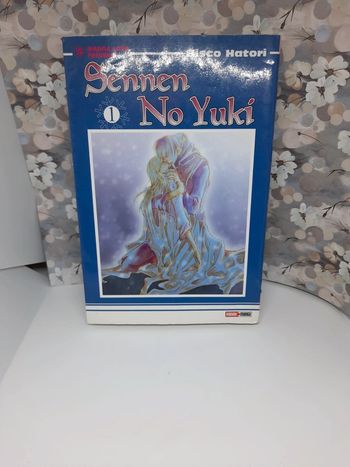 Bisco Hatori
Sennen
1
No Yuki